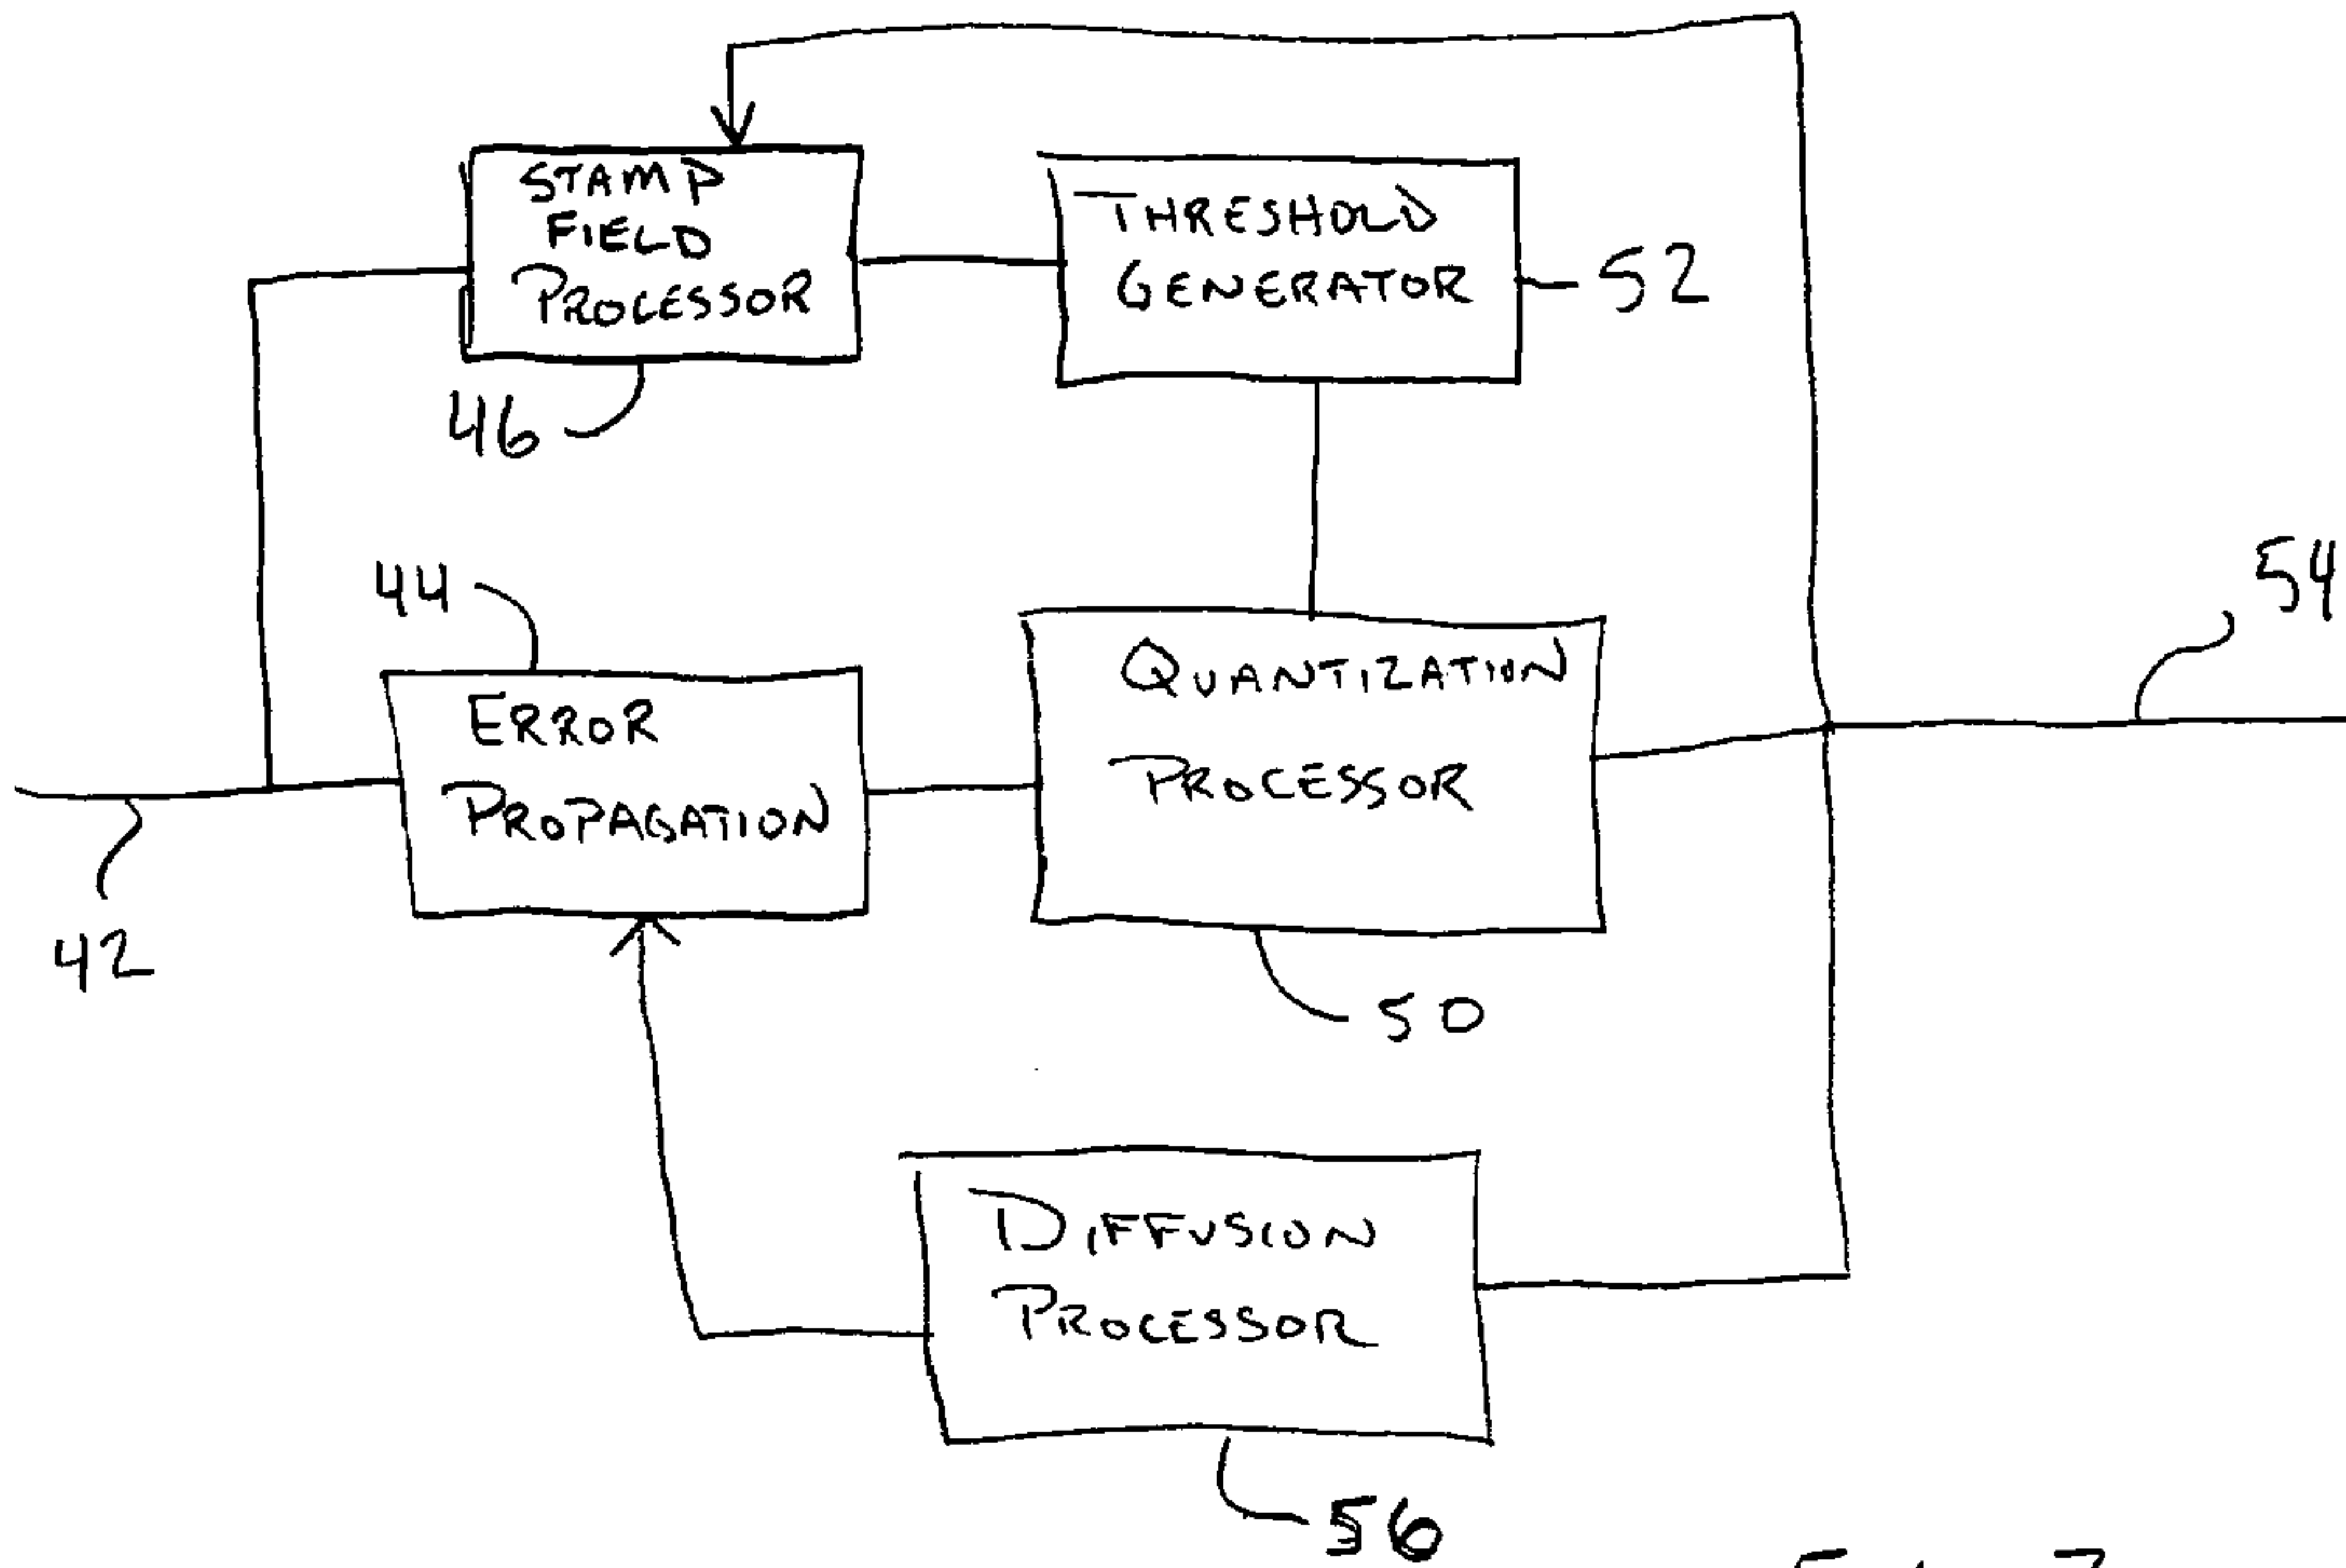 STAMP
FIELD
PROCESSOR
46
THRESHOLD
GENERATOR
52
54
44
ERROR
PROPAGATION
42
QUANTIZATION
PROCESSOR
50
DIFFUSION
PROCESSOR
56